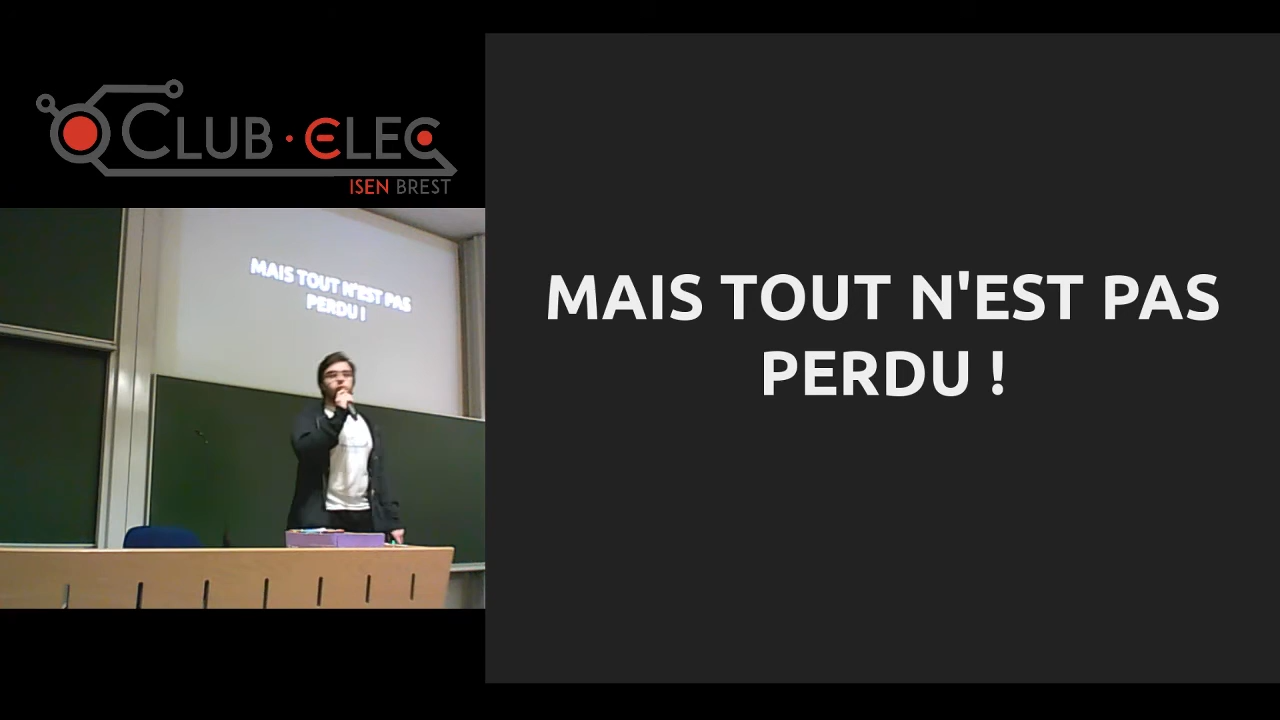 CLUB · ELEC
ISEN BREST
MAIS TOUT N'EST PAS
PERDU !
MAIS TOUT N'EST PAS
PERDU !